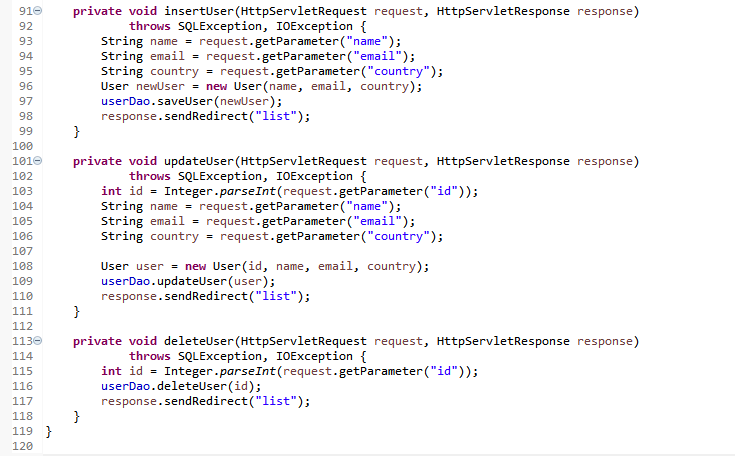 91 private void insertUser(HttpServletRequest request, HttpServletResponse response)
92 throws SQLException, IOException {
93 String name = request.getParameter("name");
94 String email = request.getParameter("email");
95 String country = request.getParameter("country");
96 User newUser = new User(name, email, country);
97 userDao.saveUser(newUser);
98 response.sendRedirect("list");
99 }
100
101 private void updateUser(HttpServletRequest request, HttpServletResponse response)
102 throws SQLException, IOException {
103 int id = Integer.parseInt(request.getParameter("id"));
104 String name = request.getParameter("name");
105 String email = request.getParameter("email");
106 String country = request.getParameter("country");
107
108 User user = new User(id, name, email, country);
109 userDao.updateUser(user);
110 response.sendRedirect("list");
111 }
112
113 private void deleteUser(HttpServletRequest request, HttpServletResponse response)
114 throws SQLException, IOException {
115 int id = Integer.parseInt(request.getParameter("id"));
116 userDao.deleteUser(id);
117 response.sendRedirect("list");
118 }
119 }
120